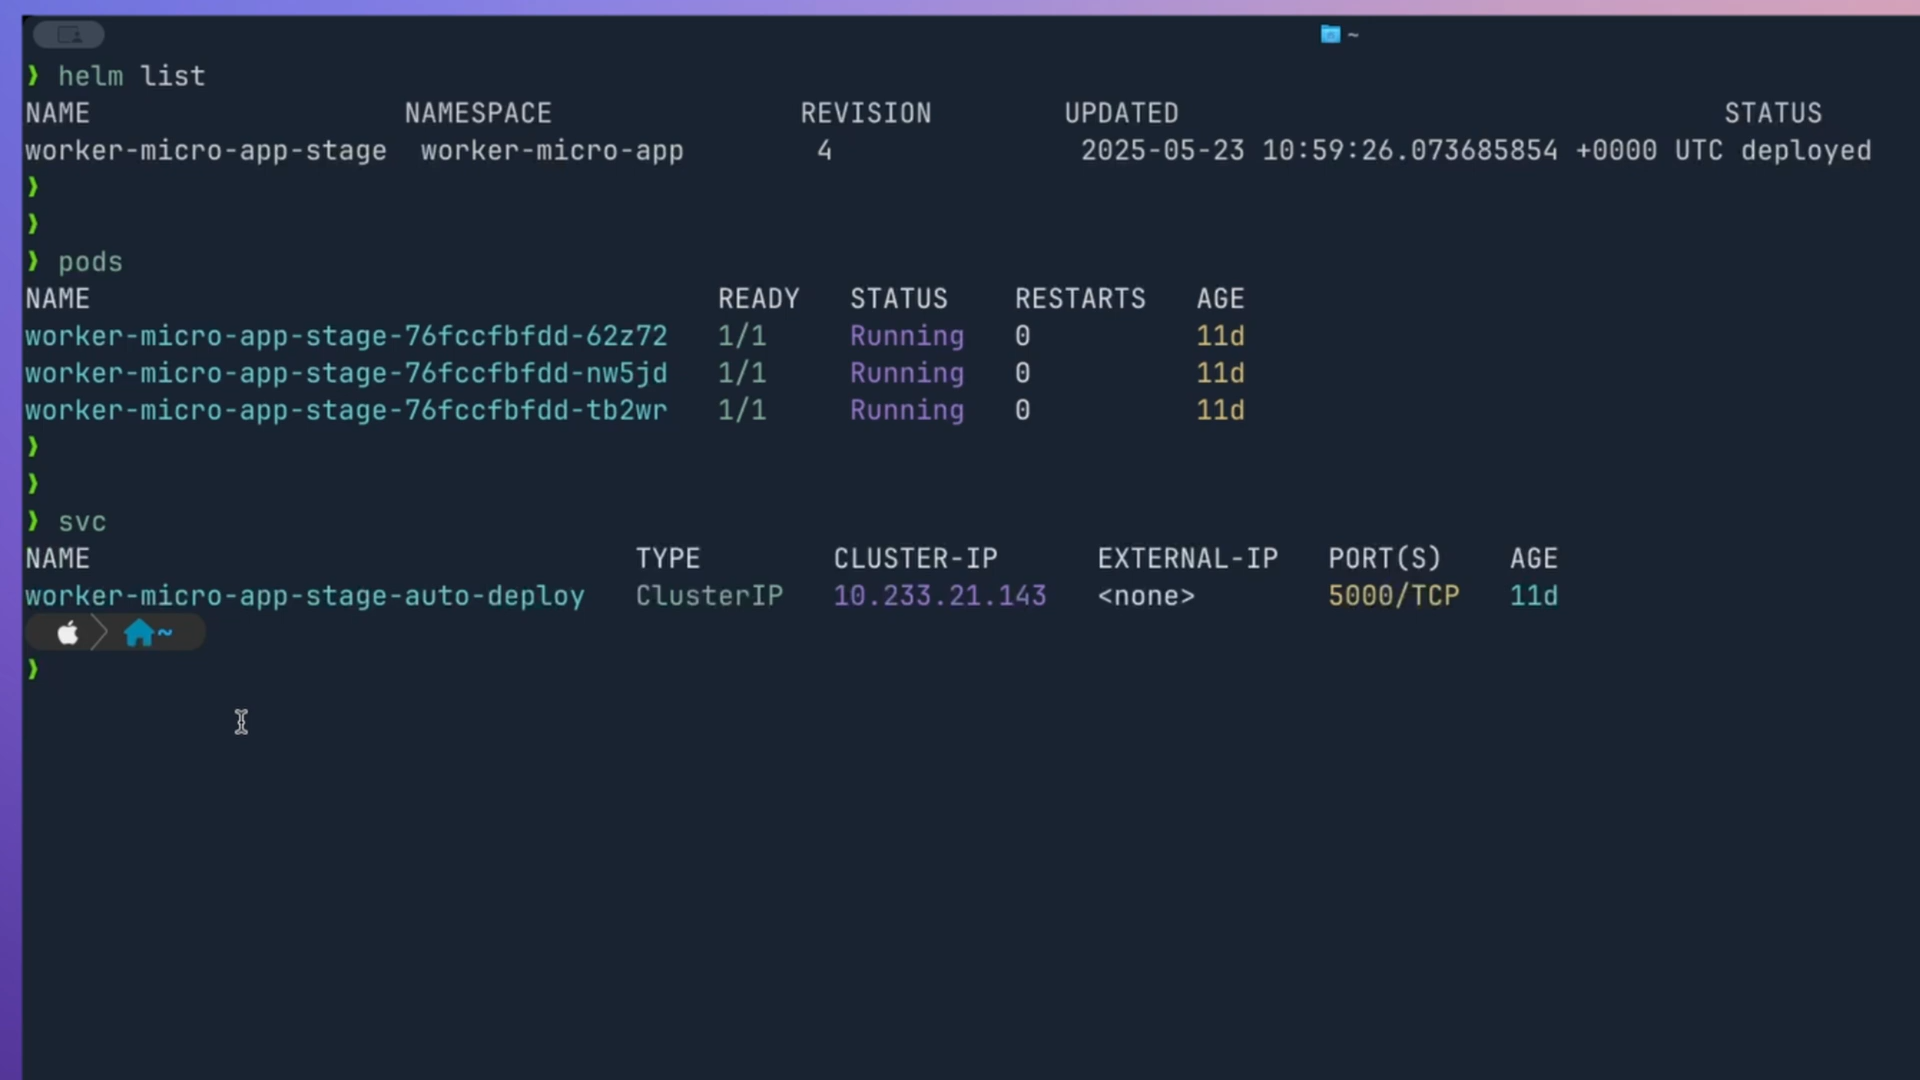 ~
❯ helm list
NAME NAMESPACE REVISION UPDATED STATUS
worker-micro-app-stage worker-micro-app 4 2025-05-23 10:59:26.073685854 +0000 UTC deployed
❯
❯
❯ pods
NAME READY STATUS RESTARTS AGE
worker-micro-app-stage-76fccfbfdd-62z72 1/1 Running 0 11d
worker-micro-app-stage-76fccfbfdd-nw5jd 1/1 Running 0 11d
worker-micro-app-stage-76fccfbfdd-tb2wr 1/1 Running 0 11d
❯
❯
❯ svc
NAME TYPE CLUSTER-IP EXTERNAL-IP PORT(S) AGE
worker-micro-app-stage-auto-deploy ClusterIP 10.233.21.143 <none> 5000/TCP 11d
~
❯